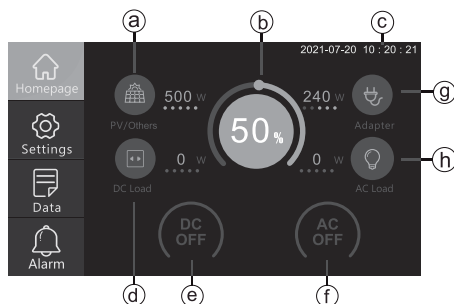 a b c
2021-07-20 10 : 20 : 21
Homepage
500 W
240 W
g
PV/Others
50%
Adapter
Settings
0 W
0 W
h
DC Load
AC Load
Data
DC
OFF
AC
OFF
Alarm
d e f